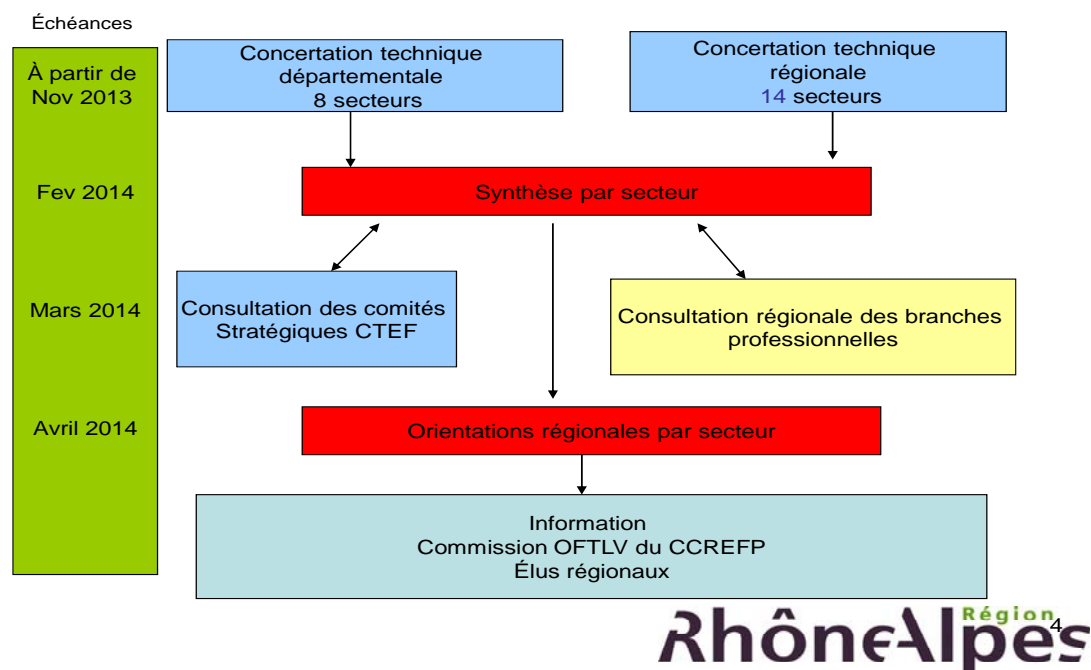 Échéances
À partir de
Nov 2013
Concertation technique
départementale
8 secteurs
Concertation technique
régionale
14 secteurs
Fev 2014
Synthèse par secteur
Mars 2014
Consultation des comités
Stratégiques CTEF
Consultation régionale des branches
professionnelles
Avril 2014
Orientations régionales par secteur
Information
Commission OFTLV du CCREFP
Élus régionaux
Région
4
RhôneAlpes